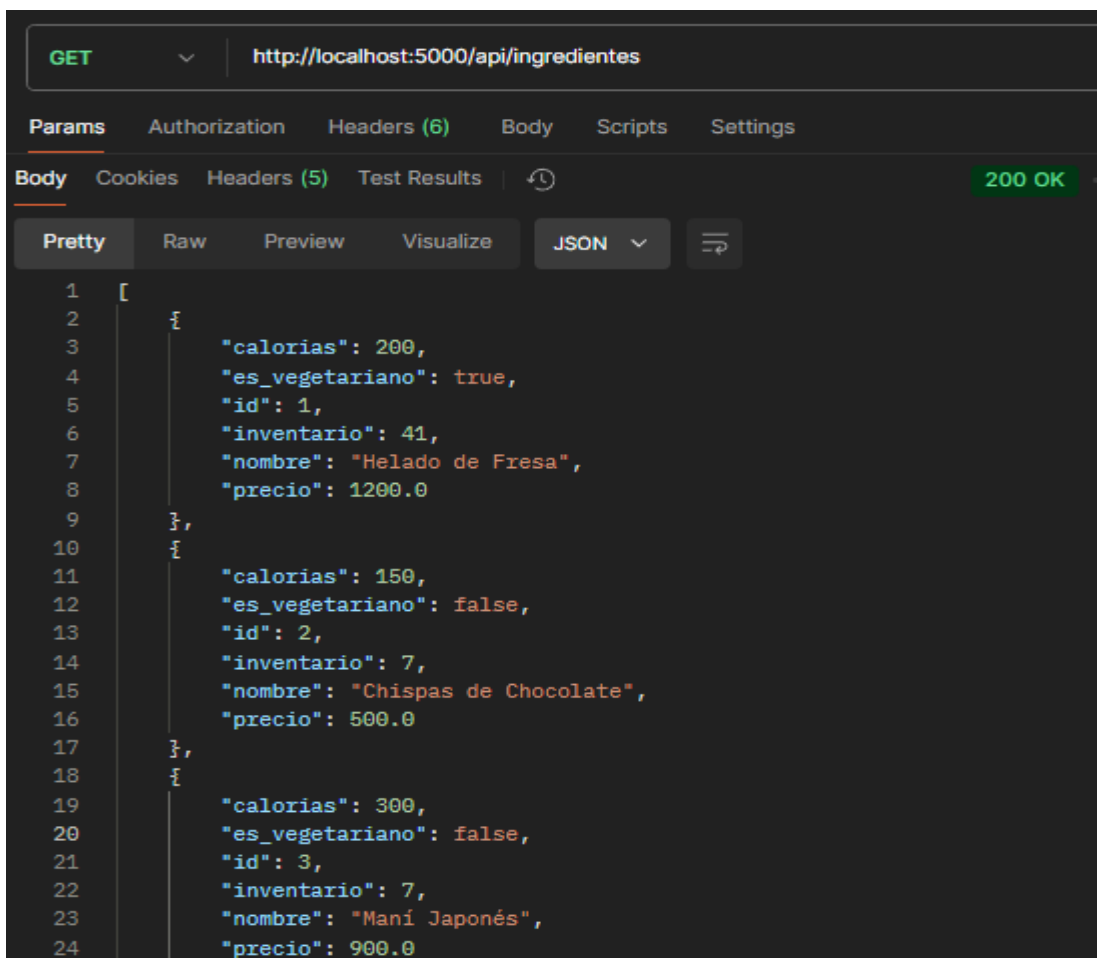 GET http://localhost:5000/api/ingredientes
Params Authorization Headers (6) Body Scripts Settings
Body Cookies Headers (5) Test Results 200 OK
Pretty Raw Preview Visualize JSON
1 [
2 {
3 "calorias": 200,
4 "es_vegetariano": true,
5 "id": 1,
6 "inventario": 41,
7 "nombre": "Helado de Fresa",
8 "precio": 1200.0
9 },
10 {
11 "calorias": 150,
12 "es_vegetariano": false,
13 "id": 2,
14 "inventario": 7,
15 "nombre": "Chispas de Chocolate",
16 "precio": 500.0
17 },
18 {
19 "calorias": 300,
20 "es_vegetariano": false,
21 "id": 3,
22 "inventario": 7,
23 "nombre": "Maní Japonés",
24 "precio": 900.0